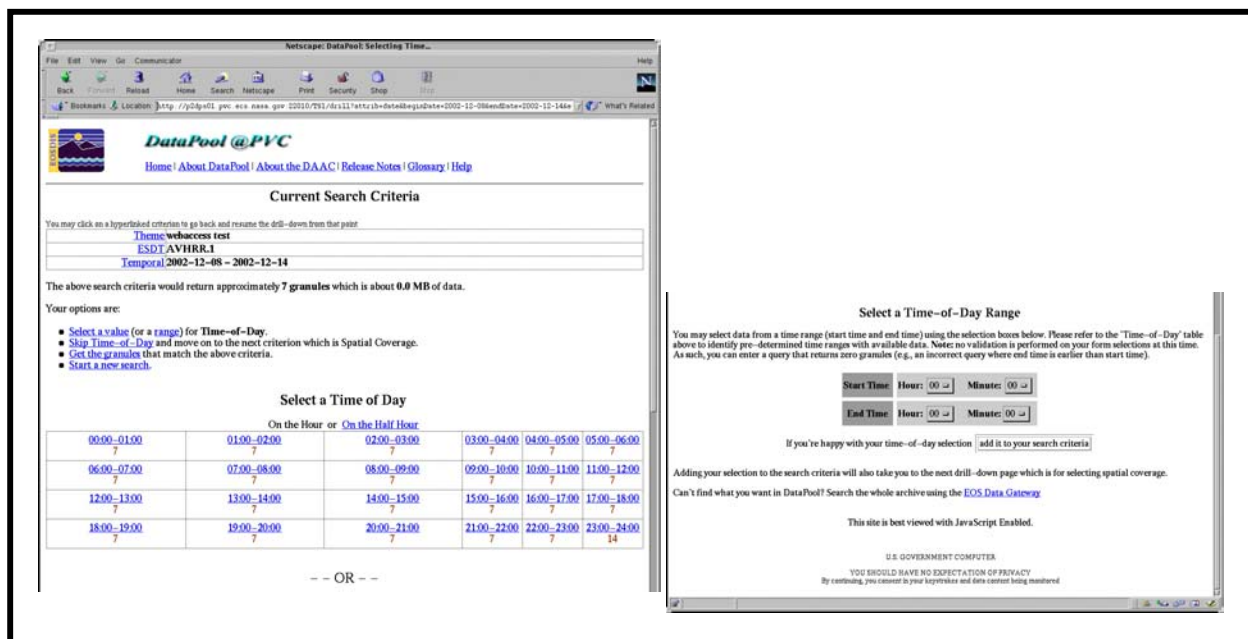 Netscape: DataPool: Selecting Time...
File Edit View Go Communicator Help
Back Forward Reload Home Search Netscape Print Security Shop Stop
Bookmarks Location: http://p2dps01.pvc.ecs.nasa.gov:22010/TS1/drill?attrib=date&beginDate=2002-12-08&endDate=2002-12-14&e What's Related
EOSDIS
DataPool @PVC
Home | About DataPool | About the DAAC | Release Notes | Glossary | Help
Current Search Criteria
You may click on a hyperlinked criterion to go back and resume the drill-down from that point
Theme webaccess test
ESDT AVHRR.1
Temporal 2002-12-08 - 2002-12-14
The above search criteria would return approximately 7 granules which is about 0.0 MB of data.
Your options are:
Select a value (or a range) for Time-of-Day.
Skip Time-of-Day and move on to the next criterion which is Spatial Coverage.
Get the granules that match the above criteria.
Start a new search.
Select a Time of Day
On the Hour or On the Half Hour
00:00-01:00 01:00-02:00 02:00-03:00 03:00-04:00 04:00-05:00 05:00-06:00
7 7 7 7 7 7
06:00-07:00 07:00-08:00 08:00-09:00 09:00-10:00 10:00-11:00 11:00-12:00
7 7 7 7 7 7
12:00-13:00 13:00-14:00 14:00-15:00 15:00-16:00 16:00-17:00 17:00-18:00
7 7 7 7 7 7
18:00-19:00 19:00-20:00 20:00-21:00 21:00-22:00 22:00-23:00 23:00-24:00
7 7 7 7 7 14
- - OR - -
Select a Time-of-Day Range
You may select data from a time range (start time and end time) using the selection boxes below. Please refer to the 'Time-of-Day' table
above to identify pre-determined time ranges with available data. Note: no validation is performed on your form selections at this time.
As such, you can enter a query that returns zero granules (e.g., an incorrect query where end time is earlier than start time).
Start Time Hour: 00 Minute: 00
End Time Hour: 00 Minute: 00
If you're happy with your time-of-day selection add it to your search criteria
Adding your selection to the search criteria will also take you to the next drill-down page which is for selecting spatial coverage.
Can't find what you want in DataPool? Search the whole archive using the EOS Data Gateway
This site is best viewed with JavaScript Enabled.
U.S. GOVERNMENT COMPUTER
YOU SHOULD HAVE NO EXPECTATION OF PRIVACY
By continuing, you consent in your keystrokes and data content being monitored